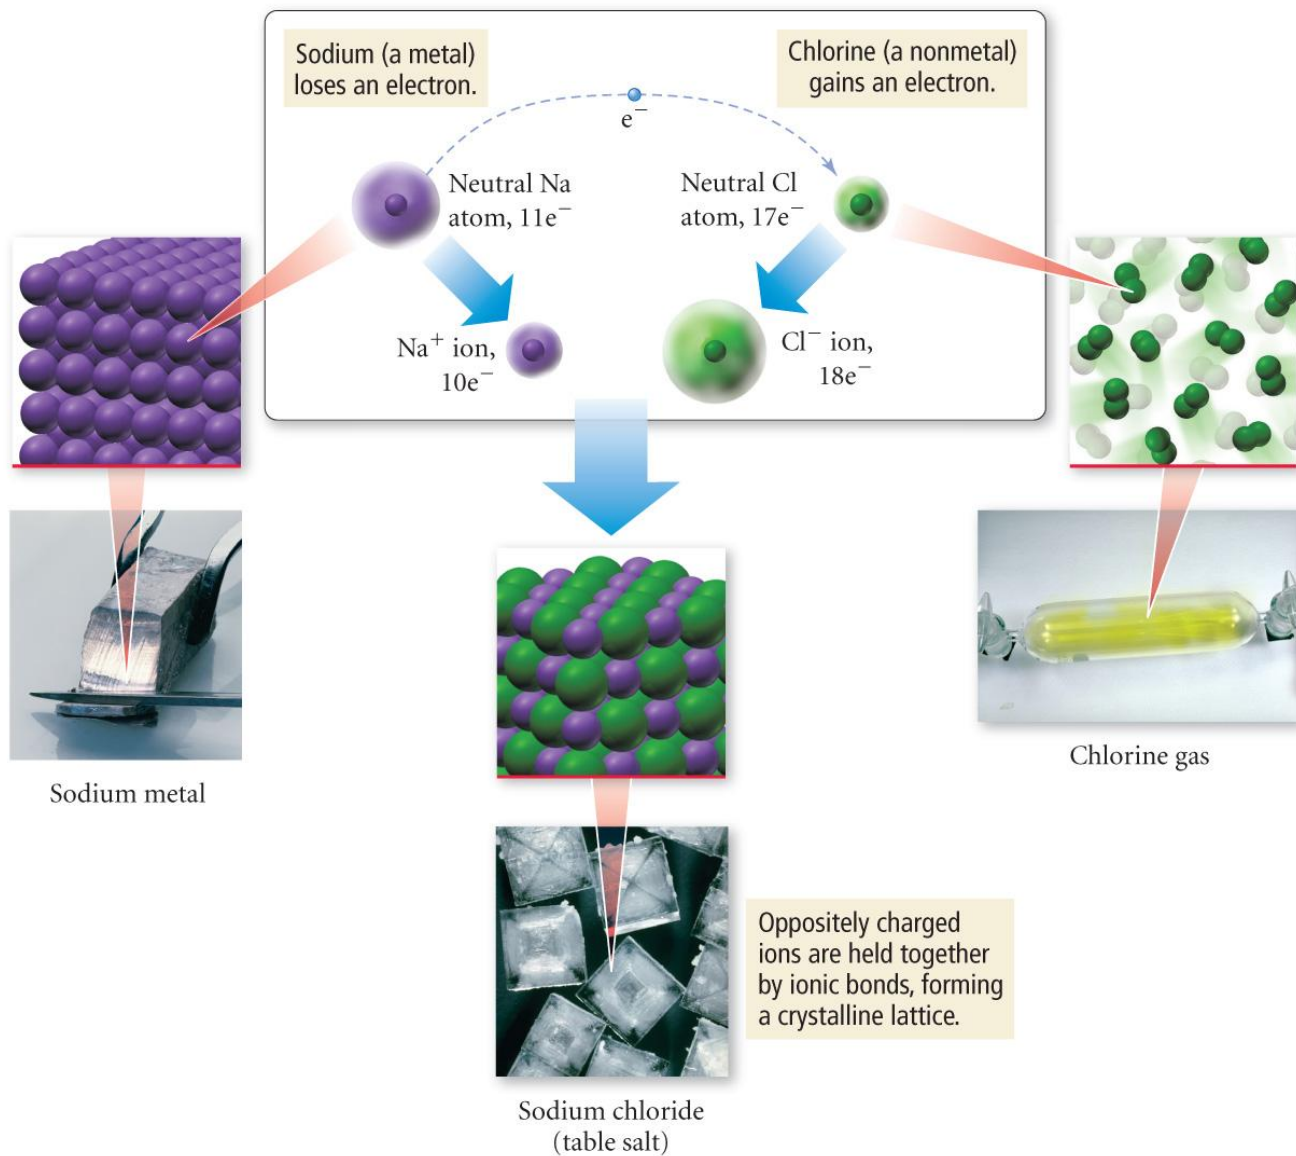 Sodium (a metal)
loses an electron.
Chlorine (a nonmetal)
gains an electron.
e⁻
Neutral Na
atom, 11e⁻
Neutral Cl
atom, 17e⁻
Na⁺ ion,
10e⁻
Cl⁻ ion,
18e⁻
Sodium metal
Chlorine gas
Oppositely charged
ions are held together
by ionic bonds, forming
a crystalline lattice.
Sodium chloride
(table salt)